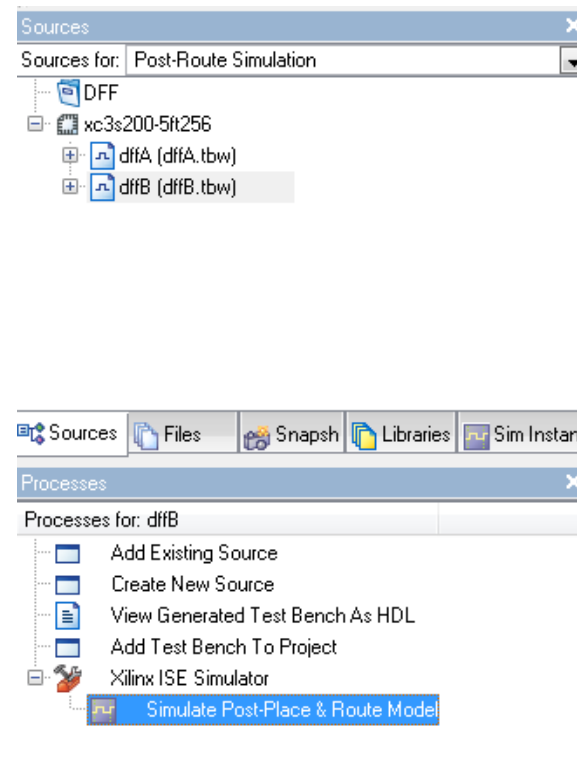 Sources
Sources for: Post-Route Simulation
DFF
xc3s200-5ft256
dffA (dffA.tbw)
dffB (dffB.tbw)
Sources Files Snapsh Libraries Sim Instan
Processes
Processes for: dffB
Add Existing Source
Create New Source
View Generated Test Bench As HDL
Add Test Bench To Project
Xilinx ISE Simulator
Simulate Post-Place & Route Model